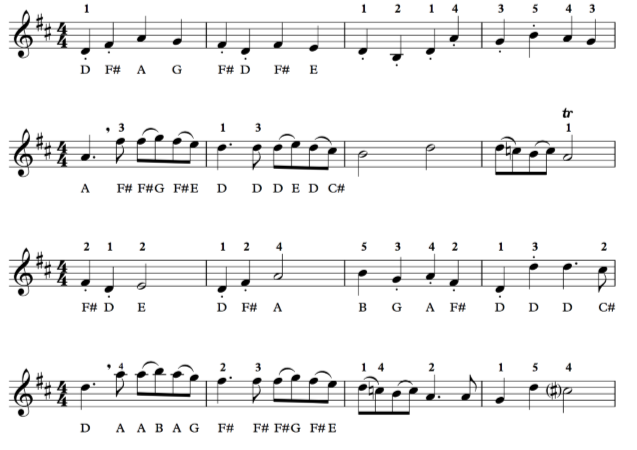 1 1 2 1 4 3 5 4 3
D F# A G F# D F# E
tr
3 1 3 1
A F# F# G F# E D D D E D C#
2 1 2 1 2 4 5 3 4 2 1 3 2
F# D E D F# A B G A F# D D D C#
4 2 3 1 4 2 1 5 4
D A A B A G F# F# F# G F# E